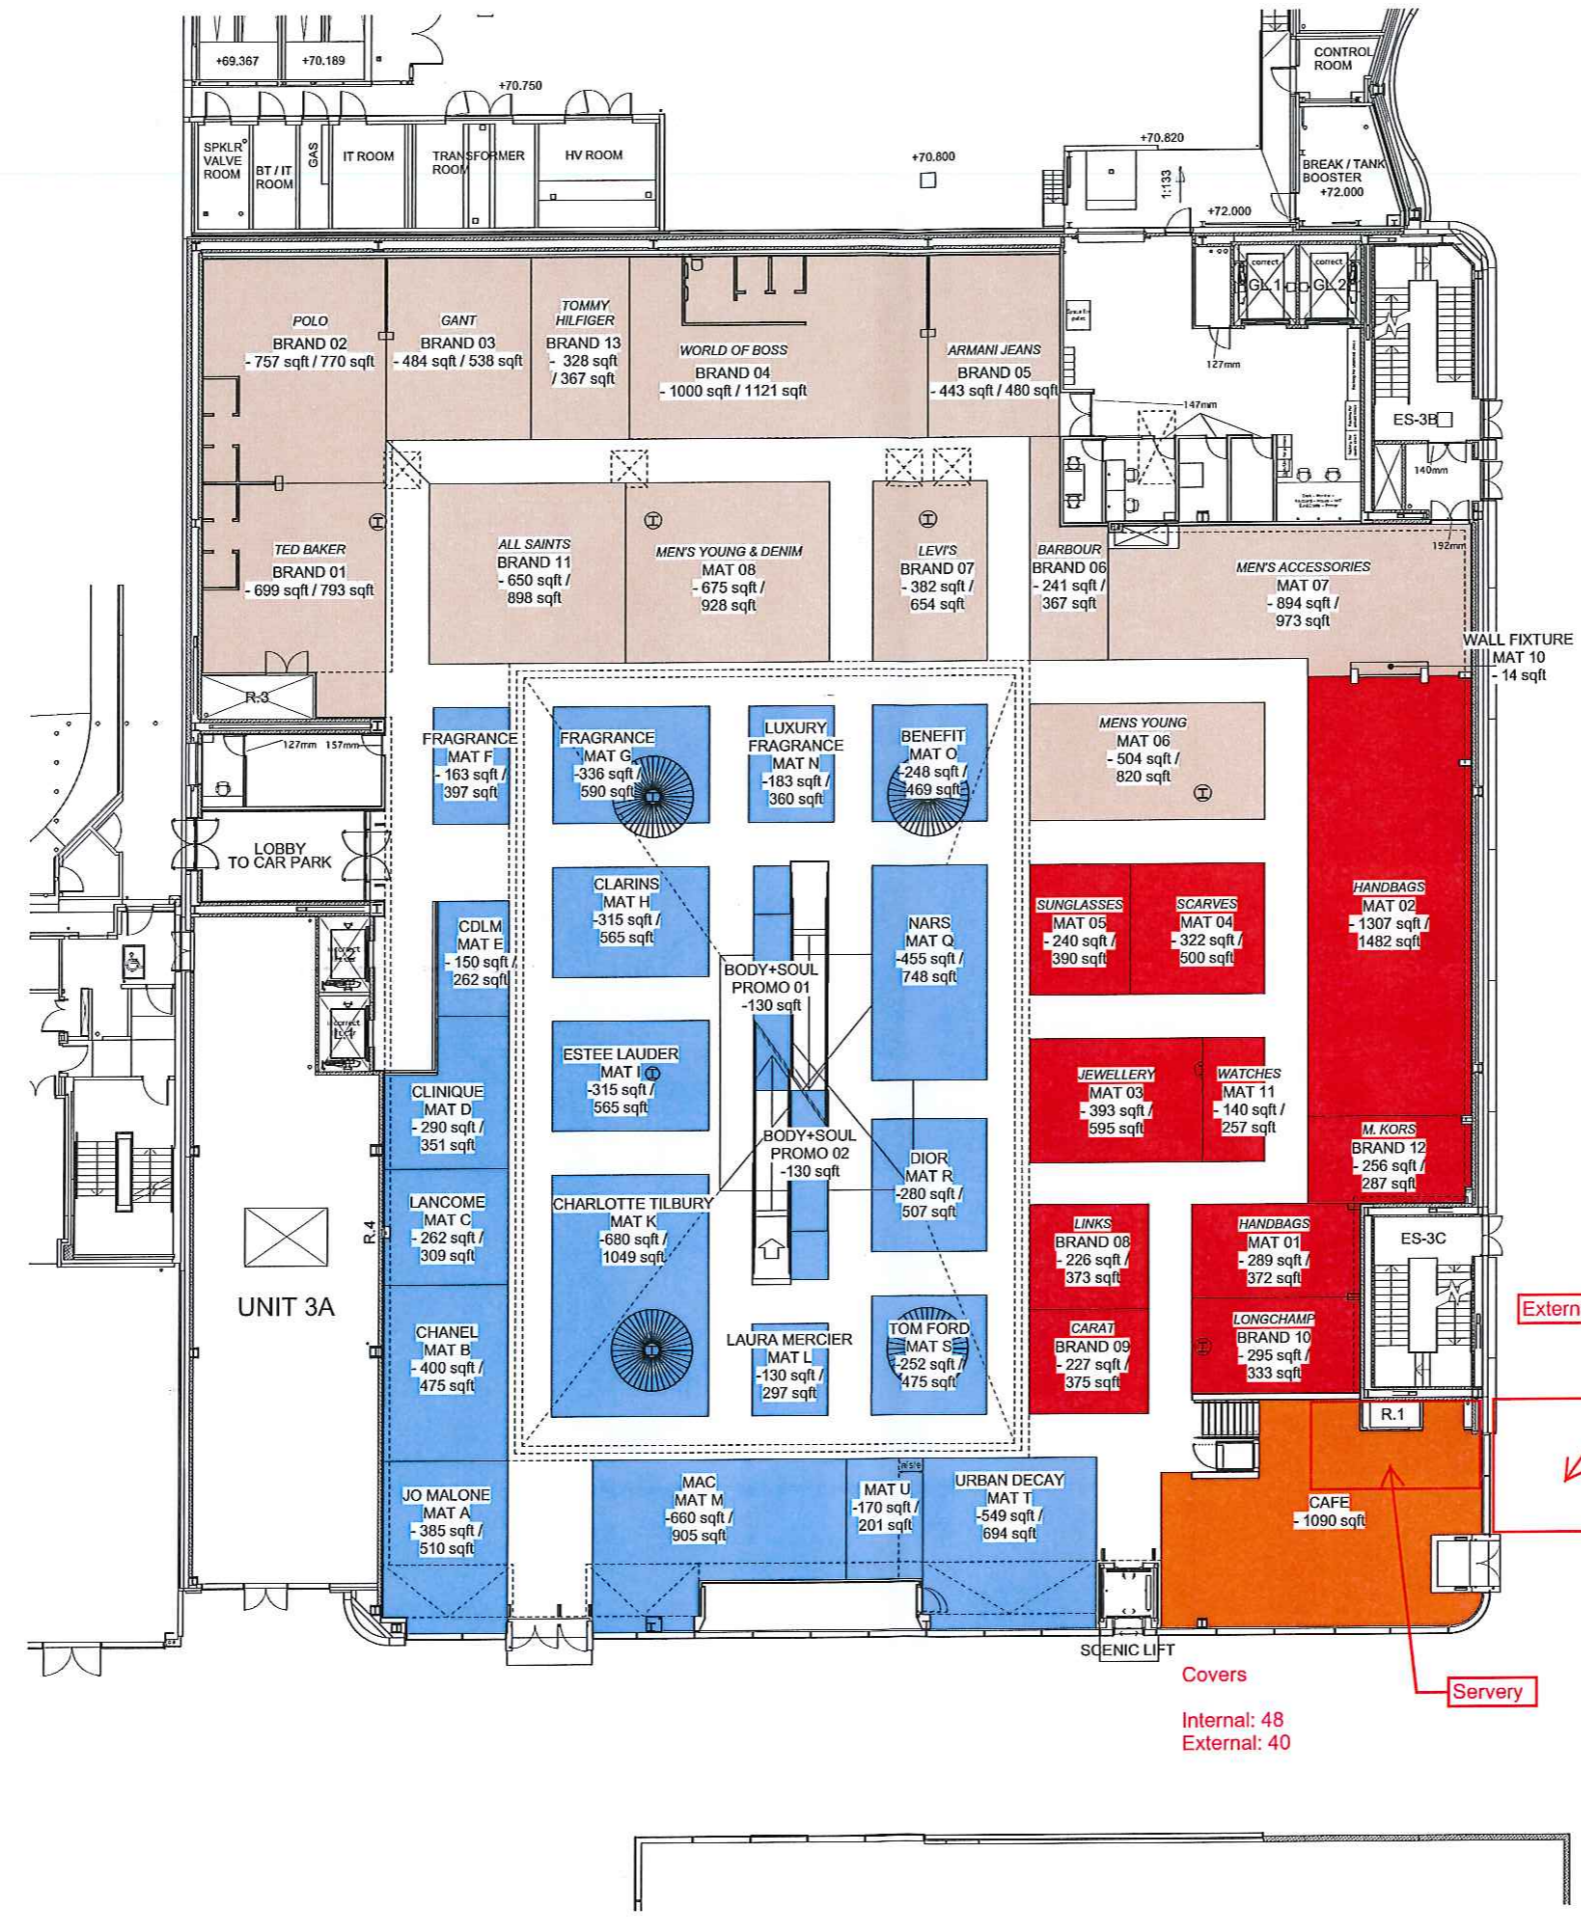 +69.367
+70.189
+70.750
CONTROL
ROOM
SPKLR
VALVE
ROOM
BT / IT
ROOM
GAS
IT ROOM
TRANSFORMER
ROOM
HV ROOM
+70.800
+70.820
1:133
+72.000
BREAK / TANK
BOOSTER
+72.000
POLO
BRAND 02
- 757 sqft / 770 sqft
GANT
BRAND 03
- 484 sqft / 538 sqft
TOMMY
HILFIGER
BRAND 13
- 328 sqft
/ 367 sqft
WORLD OF BOSS
BRAND 04
- 1000 sqft / 1121 sqft
ARMANI JEANS
BRAND 05
- 443 sqft / 480 sqft
correct
GL.1
correct
GL.2
127mm
147mm
ES-3B
140mm
192mm
TED BAKER
BRAND 01
- 699 sqft / 793 sqft
ALL SAINTS
BRAND 11
- 650 sqft /
898 sqft
MEN'S YOUNG & DENIM
MAT 08
- 675 sqft /
928 sqft
LEVI'S
BRAND 07
- 382 sqft /
654 sqft
BARBOUR
BRAND 06
- 241 sqft /
367 sqft
MEN'S ACCESSORIES
MAT 07
- 894 sqft /
973 sqft
WALL FIXTURE
MAT 10
- 14 sqft
R.3
127mm 157mm
FRAGRANCE
MAT F
- 163 sqft /
397 sqft
FRAGRANCE
MAT G
-336 sqft /
590 sqft
LUXURY
FRAGRANCE
MAT N
-183 sqft /
360 sqft
BENEFIT
MAT O
-248 sqft /
469 sqft
MENS YOUNG
MAT 06
- 504 sqft /
820 sqft
LOBBY
TO CAR PARK
CLARINS
MAT H
-315 sqft /
565 sqft
CDLM
MAT E
- 150 sqft /
262 sqft
NARS
MAT Q
-455 sqft /
748 sqft
SUNGLASSES
MAT 05
- 240 sqft /
390 sqft
SCARVES
MAT 04
- 322 sqft /
500 sqft
HANDBAGS
MAT 02
- 1307 sqft /
1482 sqft
BODY+SOUL
PROMO 01
-130 sqft
ESTEE LAUDER
MAT I
-315 sqft /
565 sqft
CLINIQUE
MAT D
- 290 sqft /
351 sqft
JEWELLERY
MAT 03
- 393 sqft /
595 sqft
WATCHES
MAT 11
- 140 sqft /
257 sqft
BODY+SOUL
PROMO 02
-130 sqft
M. KORS
BRAND 12
- 256 sqft /
287 sqft
DIOR
MAT R
-280 sqft /
507 sqft
LANCOME
MAT C
- 262 sqft /
309 sqft
R.4
CHARLOTTE TILBURY
MAT K
-680 sqft /
1049 sqft
LINKS
BRAND 08
- 226 sqft /
373 sqft
HANDBAGS
MAT 01
- 289 sqft /
372 sqft
ES-3C
UNIT 3A
Extern
CHANEL
MAT B
- 400 sqft /
475 sqft
LAURA MERCIER
MAT L
-130 sqft /
297 sqft
TOM FORD
MAT S
-252 sqft /
475 sqft
CARAT
BRAND 09
- 227 sqft /
375 sqft
LONGCHAMP
BRAND 10
- 295 sqft /
333 sqft
R.1
JO MALONE
MAT A
- 385 sqft /
510 sqft
MAC
MAT M
-660 sqft /
905 sqft
MAT U
-170 sqft /
201 sqft
URBAN DECAY
MAT T
-549 sqft /
694 sqft
CAFE
- 1090 sqft
SCENIC LIFT
Covers
Servery
Internal: 48
External: 40